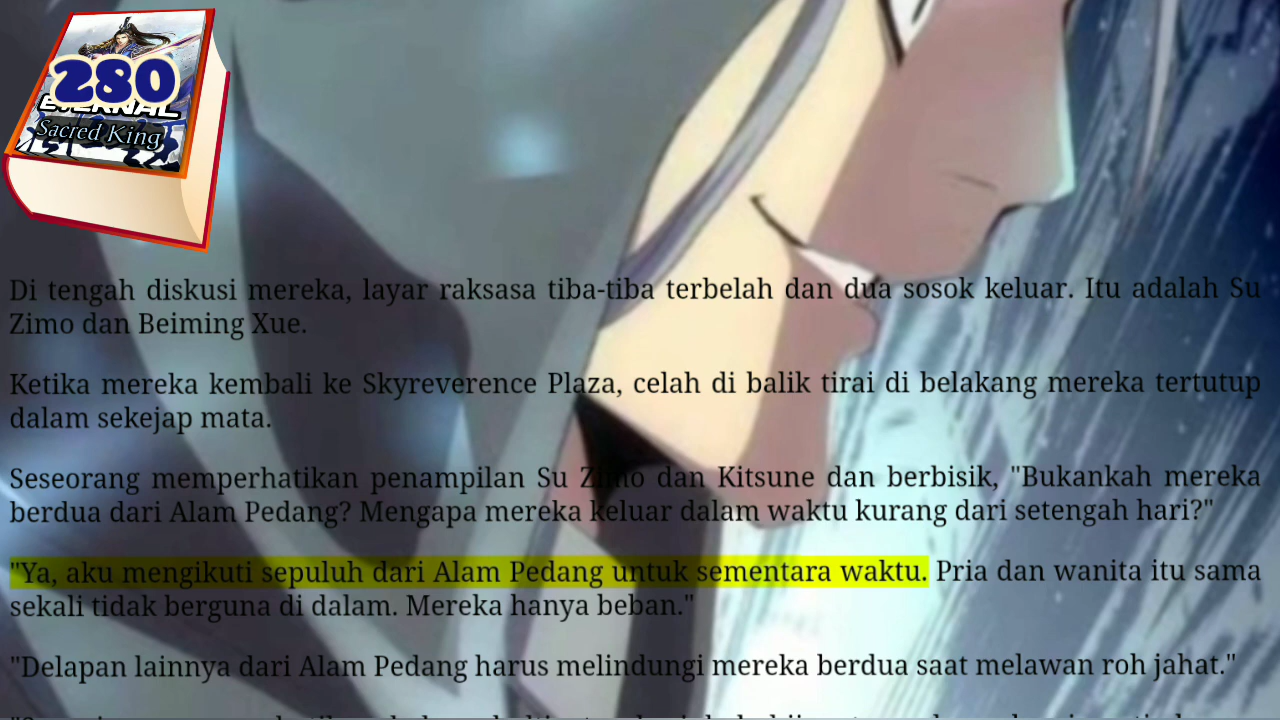 280
ETERNAL
Sacred King
Di tengah diskusi mereka, layar raksasa tiba-tiba terbelah dan dua sosok keluar. Itu adalah Su
Zimo dan Beiming Xue.
Ketika mereka kembali ke Skyreverence Plaza, celah di balik tirai di belakang mereka tertutup
dalam sekejap mata.
Seseorang memperhatikan penampilan Su Zimo dan Kitsune dan berbisik, "Bukankah mereka
berdua dari Alam Pedang? Mengapa mereka keluar dalam waktu kurang dari setengah hari?"
"Ya, aku mengikuti sepuluh dari Alam Pedang untuk sementara waktu. Pria dan wanita itu sama
sekali tidak berguna di dalam. Mereka hanya beban."
"Delapan lainnya dari Alam Pedang harus melindungi mereka berdua saat melawan roh jahat."